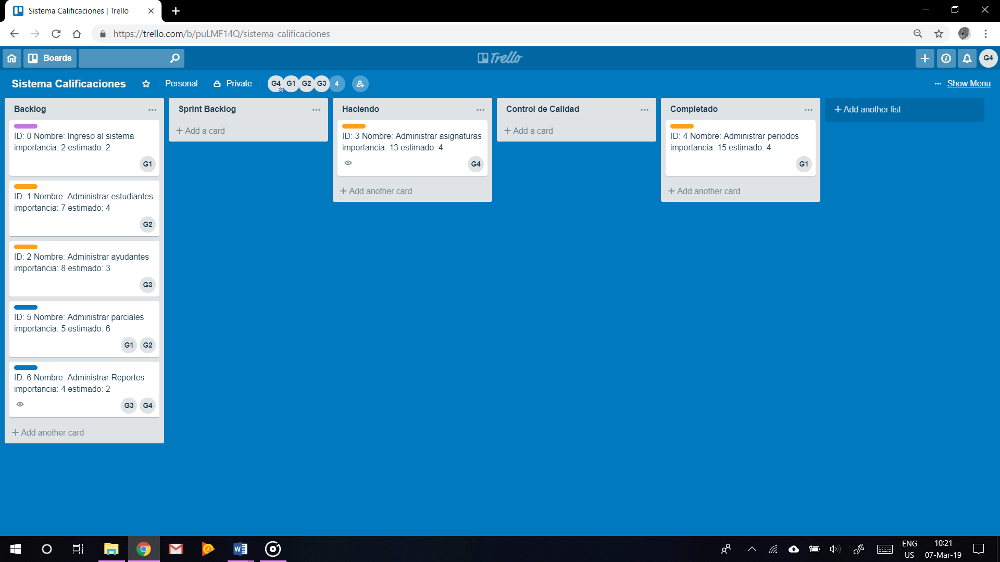 Sistema Calificaciones | Trello
https://trello.com/b/puLMF14Q/sistema-calificaciones
Boards
Trello
G4
Sistema Calificaciones
Personal
Private
G4 G1 G2 G3 4
Show Menu
Backlog
ID: 0 Nombre: Ingreso al sistema
importancia: 2 estimado: 2
G1
ID: 1 Nombre: Administrar estudiantes
importancia: 7 estimado: 4
G2
ID: 2 Nombre: Administrar ayudantes
importancia: 8 estimado: 3
G3
ID: 5 Nombre: Administrar parciales
importancia: 5 estimado: 6
G1 G2
ID: 6 Nombre: Administrar Reportes
importancia: 4 estimado: 2
G3 G4
+ Add another card
Sprint Backlog
+ Add a card
Haciendo
ID: 3 Nombre: Administrar asignaturas
importancia: 13 estimado: 4
G4
+ Add another card
Control de Calidad
+ Add a card
Completado
ID: 4 Nombre: Administrar periodos
importancia: 15 estimado: 4
G1
+ Add another card
+ Add another list
ENG
US
10:21
07-Mar-19